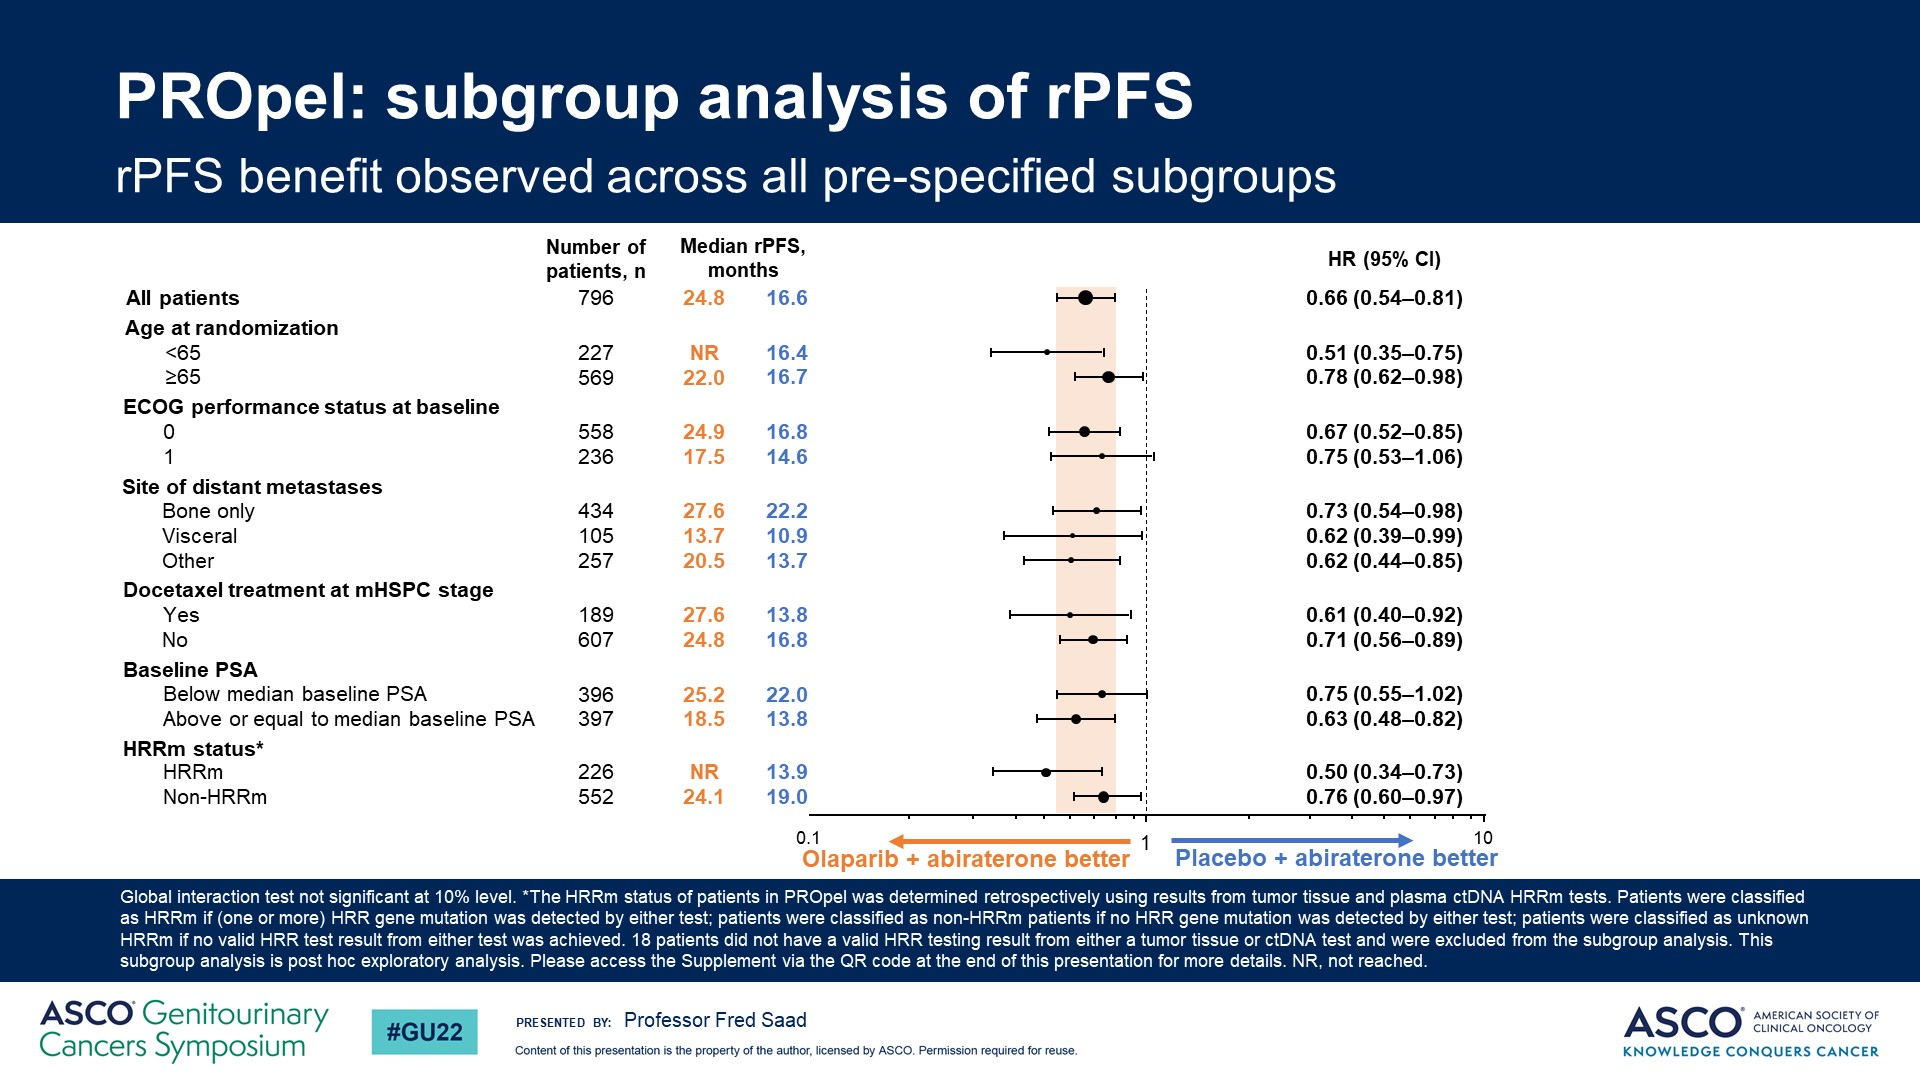 PROpel: subgroup analysis of rPFS
rPFS benefit observed across all pre-specified subgroups
Number of patients, n
Median rPFS, months
HR (95% CI)
All patients 796 24.8 16.6 0.66 (0.54–0.81)
Age at randomization
<65 227 NR 16.4 0.51 (0.35–0.75)
≥65 569 22.0 16.7 0.78 (0.62–0.98)
ECOG performance status at baseline
0 558 24.9 16.8 0.67 (0.52–0.85)
1 236 17.5 14.6 0.75 (0.53–1.06)
Site of distant metastases
Bone only 434 27.6 22.2 0.73 (0.54–0.98)
Visceral 105 13.7 10.9 0.62 (0.39–0.99)
Other 257 20.5 13.7 0.62 (0.44–0.85)
Docetaxel treatment at mHSPC stage
Yes 189 27.6 13.8 0.61 (0.40–0.92)
No 607 24.8 16.8 0.71 (0.56–0.89)
Baseline PSA
Below median baseline PSA 396 25.2 22.0 0.75 (0.55–1.02)
Above or equal to median baseline PSA 397 18.5 13.8 0.63 (0.48–0.82)
HRRm status*
HRRm 226 NR 13.9 0.50 (0.34–0.73)
Non-HRRm 552 24.1 19.0 0.76 (0.60–0.97)
0.1 1 10
Olaparib + abiraterone better Placebo + abiraterone better
Global interaction test not significant at 10% level. *The HRRm status of patients in PROpel was determined retrospectively using results from tumor tissue and plasma ctDNA HRRm tests. Patients were classified
as HRRm if (one or more) HRR gene mutation was detected by either test; patients were classified as non-HRRm patients if no HRR gene mutation was detected by either test; patients were classified as unknown
HRRm if no valid HRR test result from either test was achieved. 18 patients did not have a valid HRR testing result from either a tumor tissue or ctDNA test and were excluded from the subgroup analysis. This
subgroup analysis is post hoc exploratory analysis. Please access the Supplement via the QR code at the end of this presentation for more details. NR, not reached.
ASCO® Genitourinary
Cancers Symposium
#GU22
PRESENTED BY: Professor Fred Saad
Content of this presentation is the property of the author, licensed by ASCO. Permission required for reuse.
ASCO® AMERICAN SOCIETY OF
CLINICAL ONCOLOGY
KNOWLEDGE CONQUERS CANCER